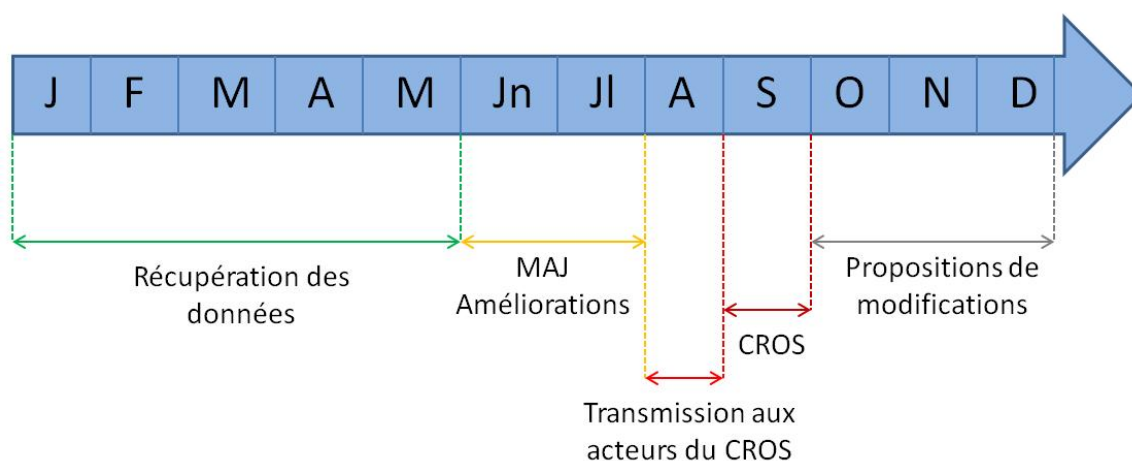 J F M A M Jn Jl A S O N D
Récupération des
données
MAJ
Améliorations
Transmission aux
acteurs du CROS
CROS
Propositions de
modifications